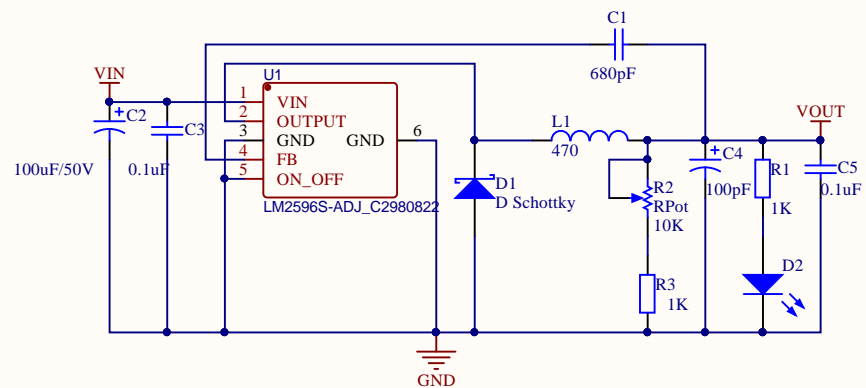 C1
680pF
VIN
U1
1 VIN
2 OUTPUT
3 GND
4 FB
5 ON_OFF
GND 6
LM2596S-ADJ_C2980822
+ C2
100uF/50V
C3
0.1uF
L1
470
D1
D Schottky
R2
RPot
10K
R3
1K
+ C4
100pF
R1
1K
D2
VOUT
C5
0.1uF
GND